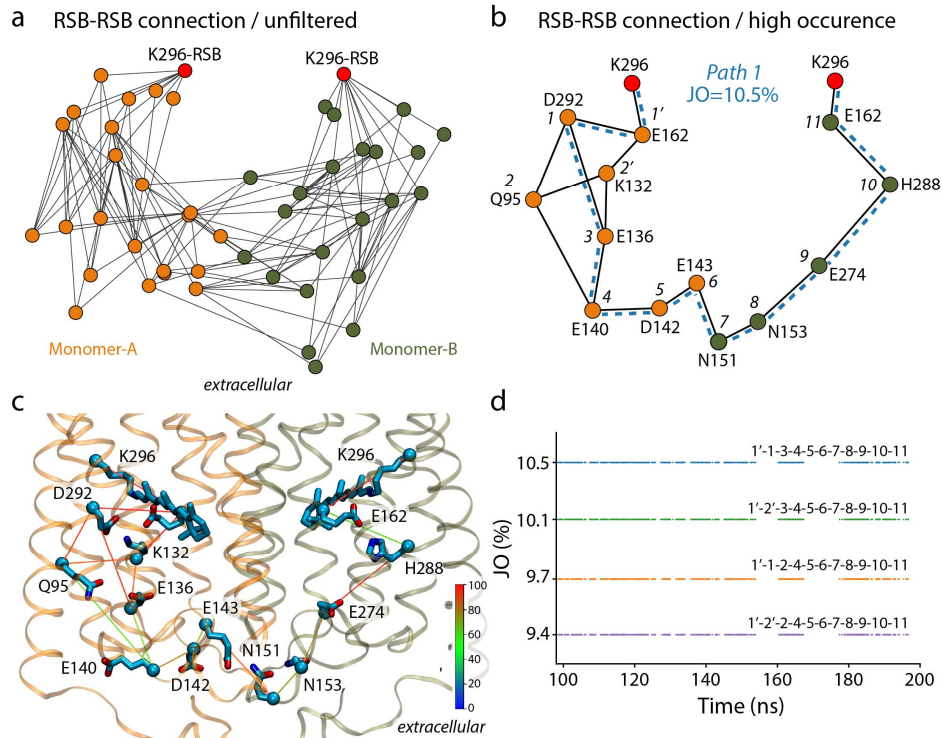 a
RSB-RSB connection / unfiltered
K296-RSB
K296-RSB
Monomer-A
Monomer-B
extracellular
b
RSB-RSB connection / high occurence
K296
Path 1
JO=10.5%
K296
D292
1
1′
E162
11
E162
2
Q95
2′
K132
10
H288
3
E136
9
E274
E143
4
5
6
8
E140
D142
7
N153
N151
c
K296
K296
D292
E162
K132
H288
Q95
E136
E143
E274
N151
E140
D142
N153
100
80
60
40
20
0
extracellular
d
JO (%)
10.5
1′-1-3-4-5-6-7-8-9-10-11
10.1
1′-2′-3-4-5-6-7-8-9-10-11
9.7
1′-1-2-4-5-6-7-8-9-10-11
9.4
1′-2′-2-4-5-6-7-8-9-10-11
100
120
140
160
180
200
Time (ns)